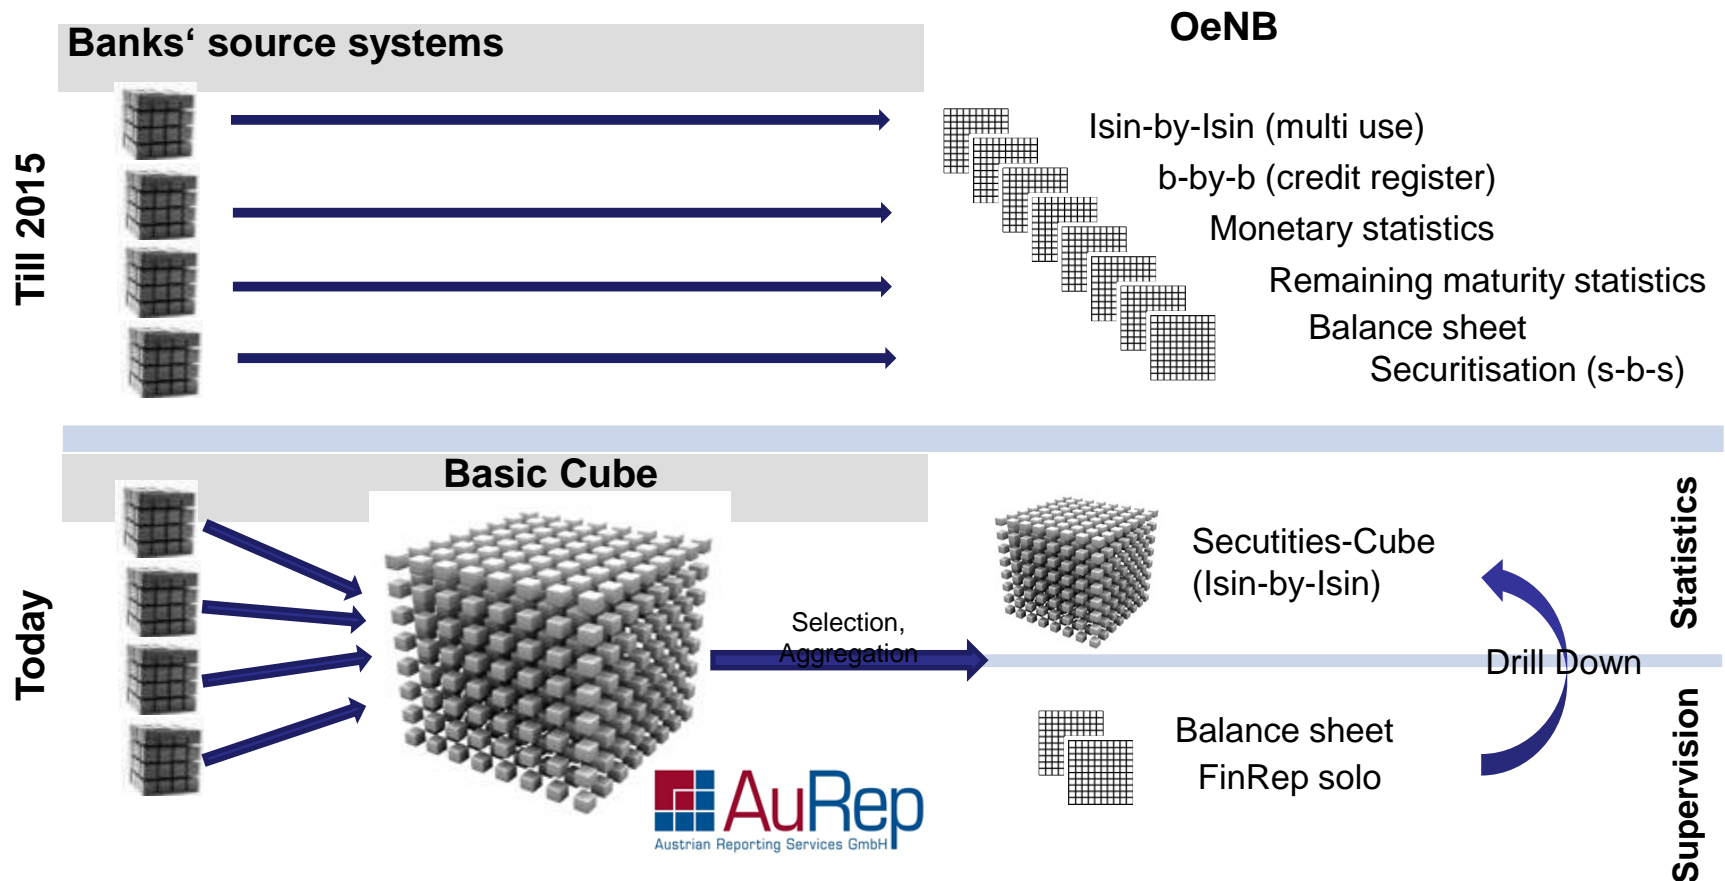 Banks‘ source systems
OeNB
Till 2015
Isin-by-Isin (multi use)
b-by-b (credit register)
Monetary statistics
Remaining maturity statistics
Balance sheet
Securitisation (s-b-s)
Basic Cube
Today
Selection,
Aggregation
Secutities-Cube
(Isin-by-Isin)
Statistics
Drill Down
Balance sheet
FinRep solo
Supervision
AuRep
Austrian Reporting Services GmbH